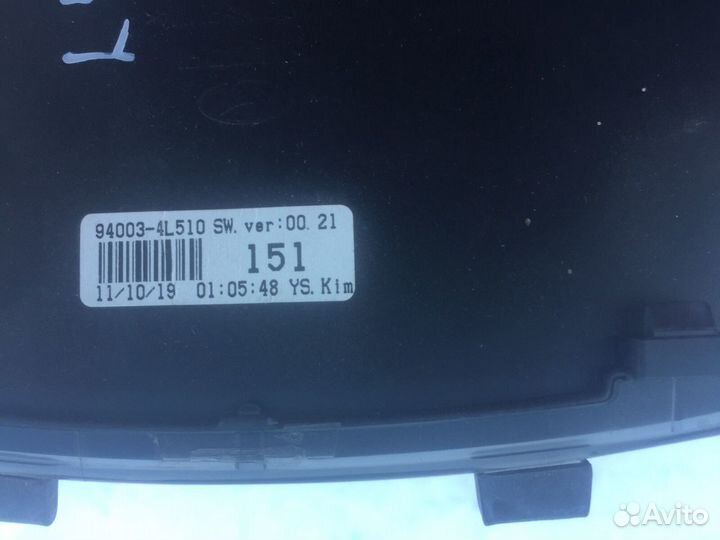 94003-4L510 SW. ver:00. 21
151
11/10/19 01:05:48 YS. Kim
Avito